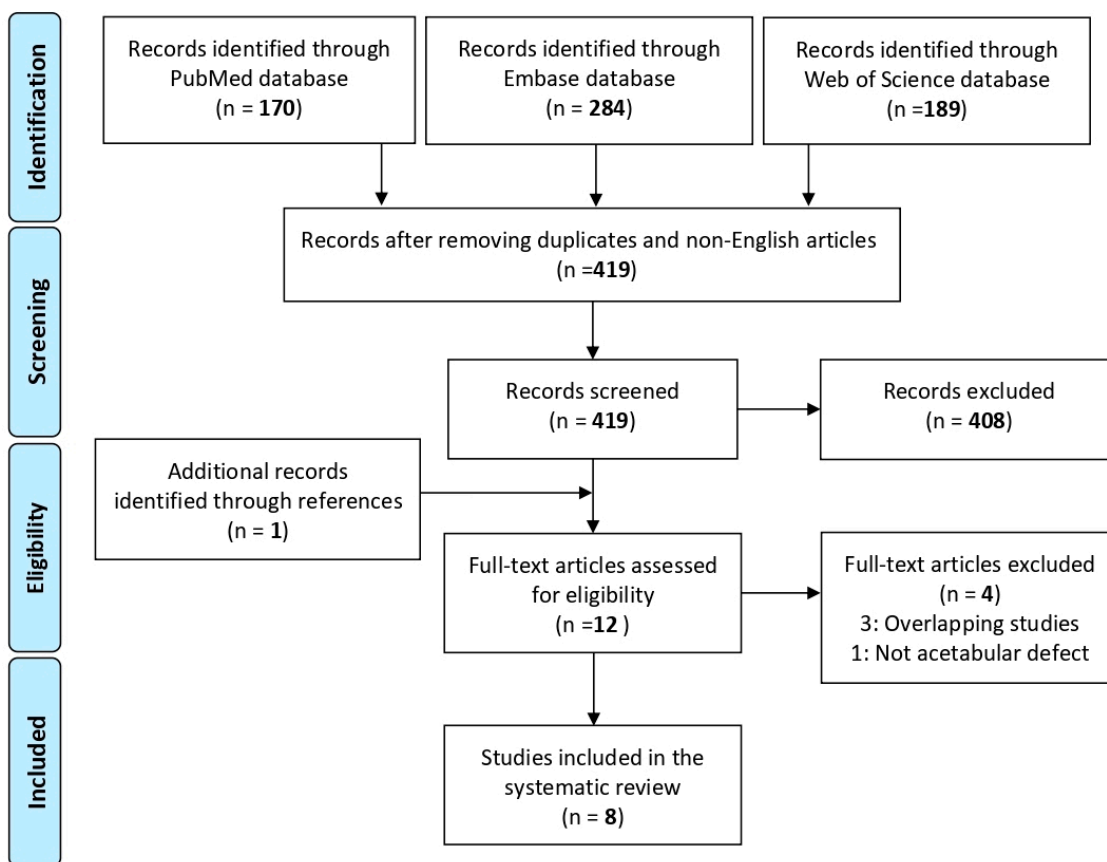 Identification
Records identified through
PubMed database
(n = 170)
Records identified through
Embase database
(n = 284)
Records identified through
Web of Science database
(n =189)
Records after removing duplicates and non-English articles
(n =419)
Screening
Records screened
(n = 419)
Records excluded
(n = 408)
Eligibility
Additional records
identified through references
(n = 1)
Full-text articles assessed
for eligibility
(n =12 )
Full-text articles excluded
(n = 4)
3: Overlapping studies
1: Not acetabular defect
Included
Studies included in the
systematic review
(n = 8)